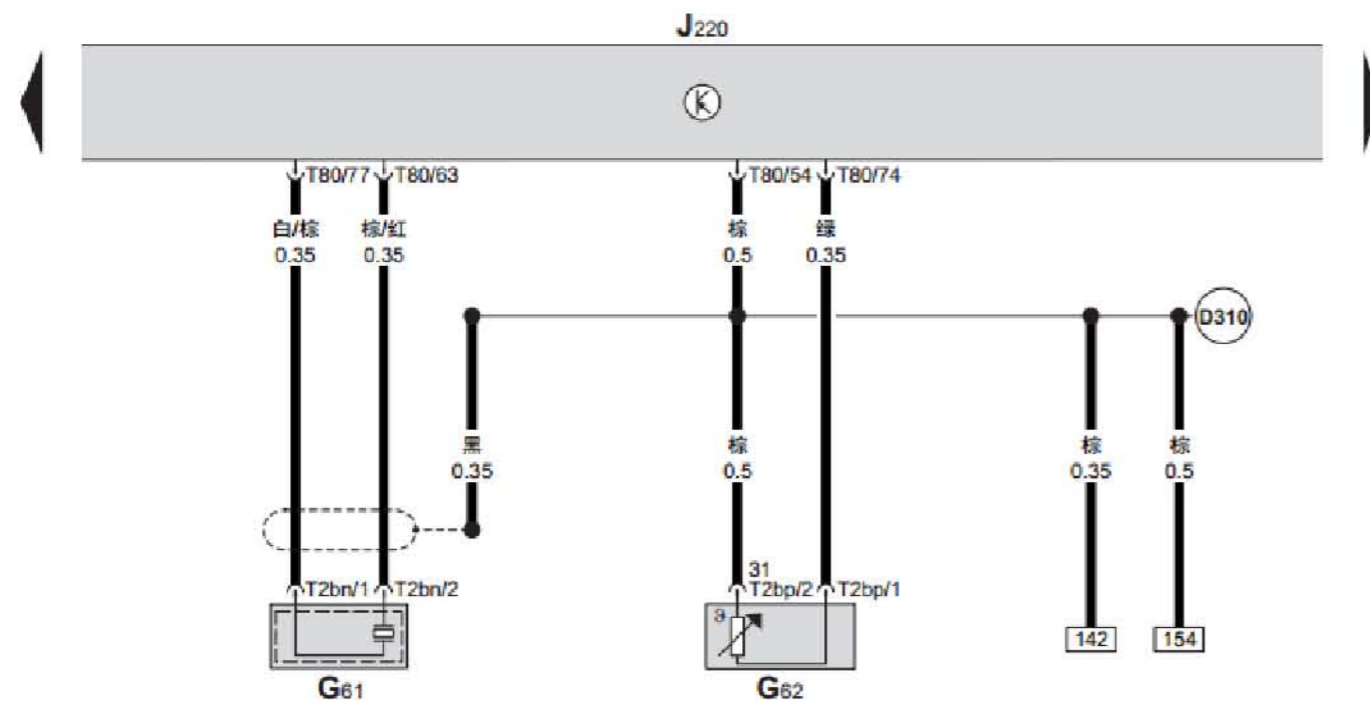 J220
K
T80/77 T80/63 T80/54 T80/74
白/棕 棕/红 棕 绿
0.35 0.35 0.5 0.35
D310
黑 棕 棕 棕
0.35 0.5 0.35 0.5
31
T2bn/1 T2bn/2 T2bp/2 T2bp/1
142 154
G61 G62